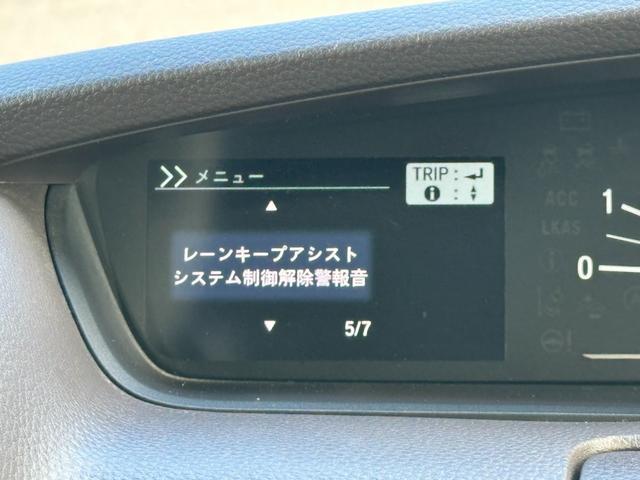 メニュー
TRIP :
i :
▲
レーンキープアシスト
システム制御解除警報音
▼
5/7
ACC
LKAS
1
0